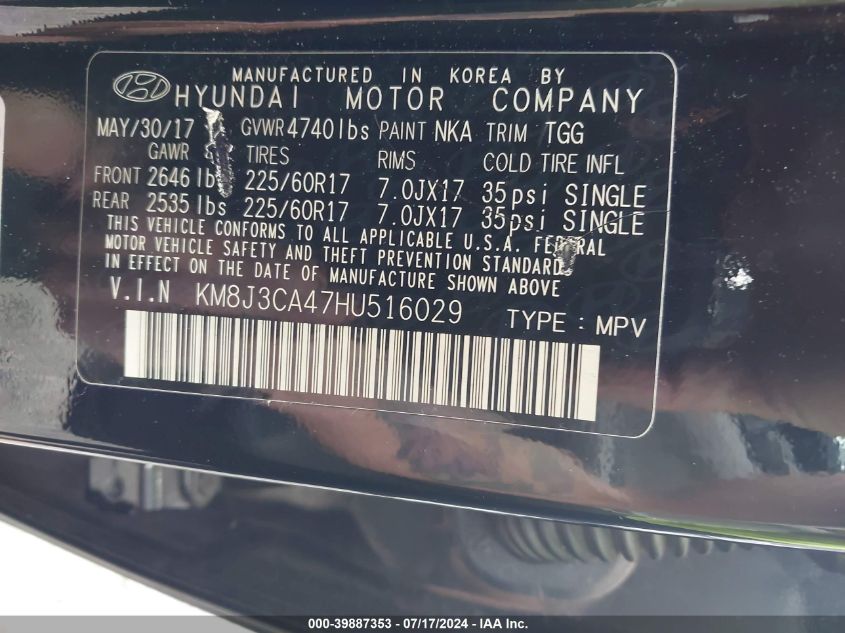 MANUFACTURED IN KOREA BY
HYUNDAI MOTOR COMPANY
MAY/30/17 GVWR 4740lbs PAINT NKA TRIM TGG
GAWR TIRES RIMS COLD TIRE INFL
FRONT 2646 lbs 225/60R17 7.0JX17 35psi SINGLE
REAR 2535 lbs 225/60R17 7.0JX17 35psi SINGLE
THIS VEHICLE CONFORMS TO ALL APPLICABLE U.S.A. FEDERAL
MOTOR VEHICLE SAFETY AND THEFT PREVENTION STANDARDS
IN EFFECT ON THE DATE OF MANUFACTURE SHOWN ABOVE
V.I.N KM8J3CA47HU516029 TYPE : MPV
000-39887353 / 07/17/2024 - IAA Inc.